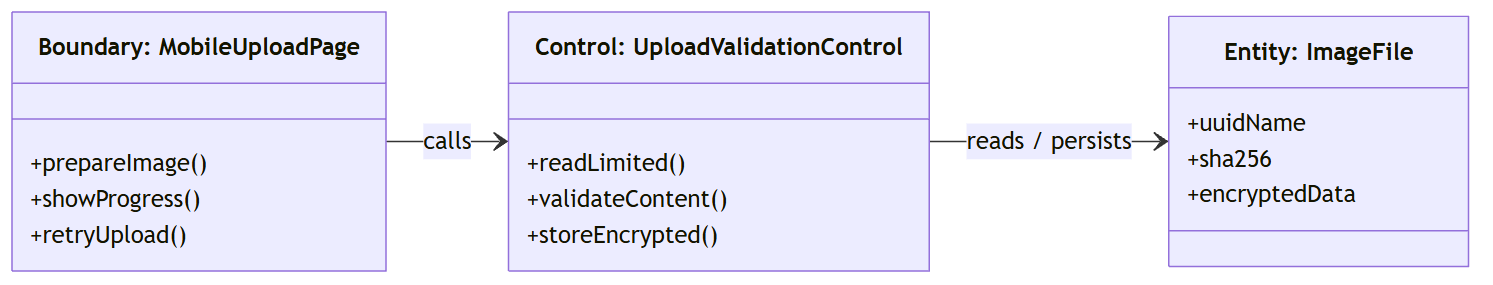 Boundary: MobileUploadPage
+prepareImage()
+showProgress()
+retryUpload()
calls
Control: UploadValidationControl
+readLimited()
+validateContent()
+storeEncrypted()
reads / persists
Entity: ImageFile
+uuidName
+sha256
+encryptedData